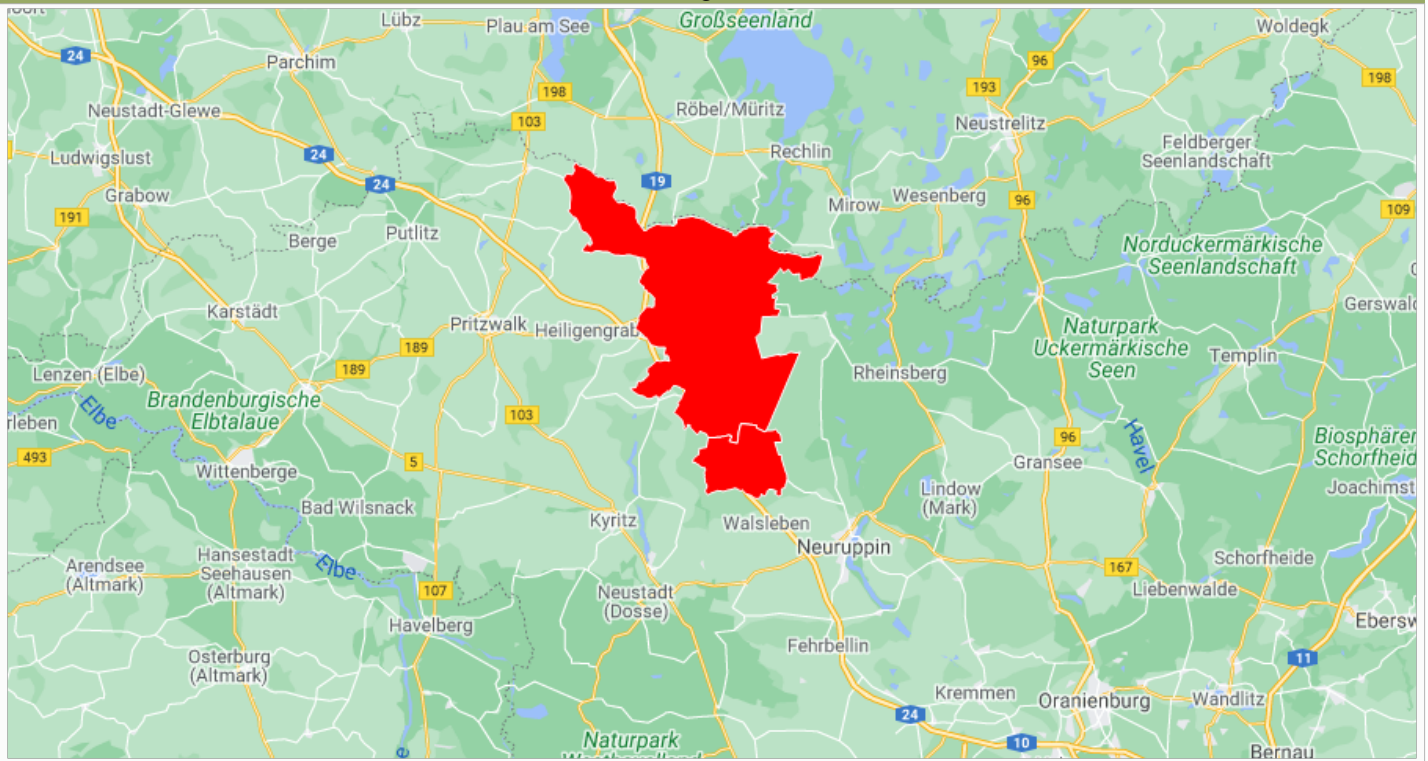 Lübz
Plau am See
Großseenland
Woldegk
24
Parchim
96
198
193
198
Neustadt-Glewe
103
Röbel/Müritz
Neustrelitz
Ludwigslust
24
Rechlin
Feldberger
Seenlandschaft
24
19
Grabow
Mirow
Wesenberg
96
191
109
Berge
Putlitz
Norduckermärkische
Seenlandschaft
Karstädt
Gerswald
Pritzwalk
Heiligengrab
Naturpark
Uckermärkische
Seen
189
Templin
189
Lenzen (Elbe)
Rheinsberg
Brandenburgische
Elbtalaue
Elbe
103
rleben
96
Havel
Biosphären
Schorfheid
493
5
Gransee
Wittenberge
Lindow
(Mark)
Joachimst
Bad Wilsnack
Kyritz
Walsleben
Neuruppin
Arendsee
(Altmark)
Hansestadt
Seehausen
(Altmark)
Elbe
Schorfheide
167
107
Neustadt
(Dosse)
Liebenwalde
Havelberg
Ebersw
Fehrbellin
Osterburg
(Altmark)
11
Kremmen
Oranienburg
Wandlitz
24
Naturpark
10
Bernau